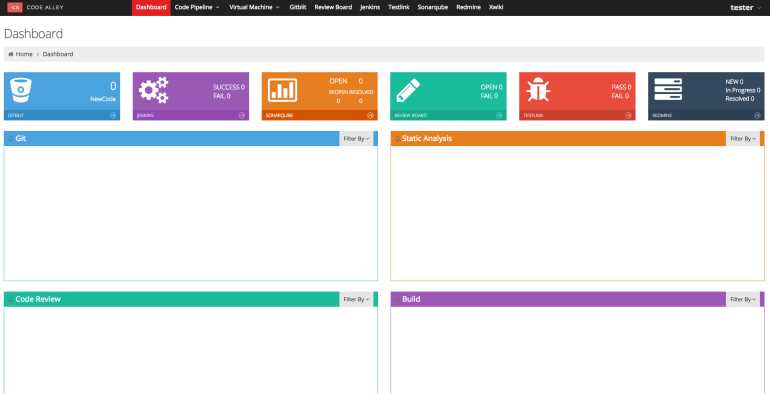 <A CODE ALLEY Dashboard Code Pipeline Virtual Machine Gitblit Review Board Jenkins Testlink Sonarqube Redmine Xwiki tester
Dashboard
Home > Dashboard
0
NewCode
GITBLIT
SUCCESS 0
FAIL 0
JENKINS
OPEN 0
REOPEN RESOLVED
0 0
SONARQUBE
OPEN 0
FAIL 0
REVIEW BOARD
PASS 0
FAIL 0
TESTLINK
NEW 0
In Progress 0
Resolved 0
REDMINE
Git Filter By
Static Analysis Filter By
Code Review Filter By
Build Filter By